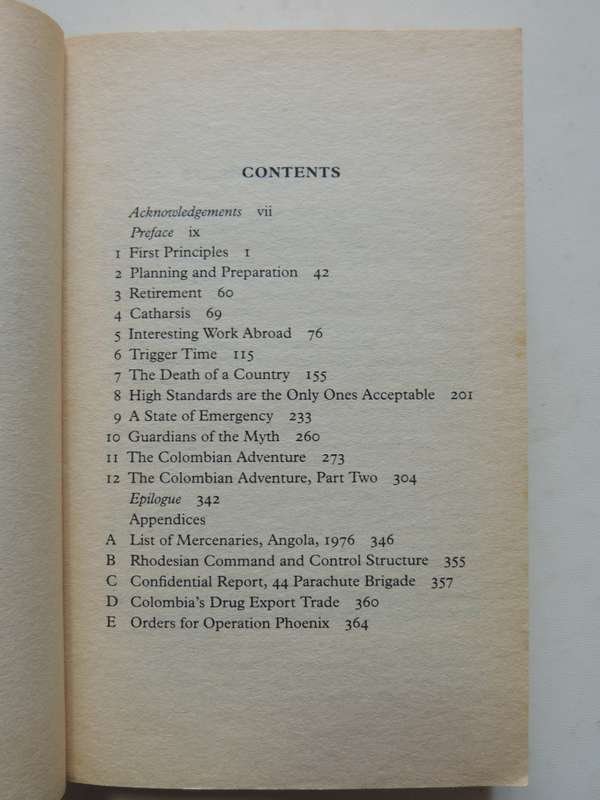 CONTENTS
Acknowledgements vii
Preface ix
1 First Principles 1
2 Planning and Preparation 42
3 Retirement 60
4 Catharsis 69
5 Interesting Work Abroad 76
6 Trigger Time 115
7 The Death of a Country 155
8 High Standards are the Only Ones Acceptable 201
9 A State of Emergency 233
10 Guardians of the Myth 260
11 The Colombian Adventure 273
12 The Colombian Adventure, Part Two 304
Epilogue 342
Appendices
A List of Mercenaries, Angola, 1976 346
B Rhodesian Command and Control Structure 355
C Confidential Report, 44 Parachute Brigade 357
D Colombia's Drug Export Trade 360
E Orders for Operation Phoenix 364